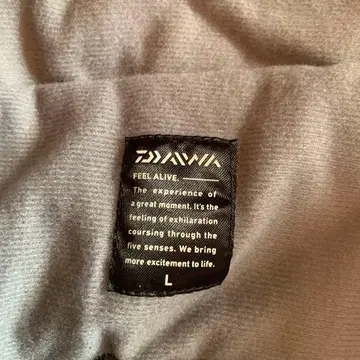 DAIWA
FEEL ALIVE.
The experience of
a great moment. It's the
feeling of exhilaration
coursing through the
five senses. We bring
more excitement to life.
L